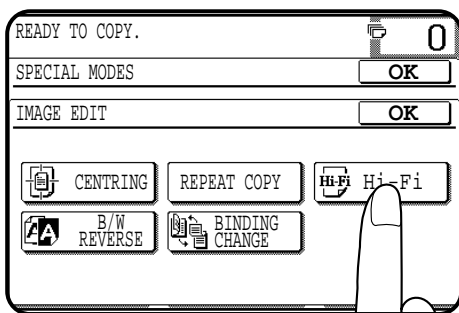 READY TO COPY. 0
SPECIAL MODES OK
IMAGE EDIT OK
CENTRING REPEAT COPY Hi-Fi Hi-Fi
B/W REVERSE BINDING CHANGE